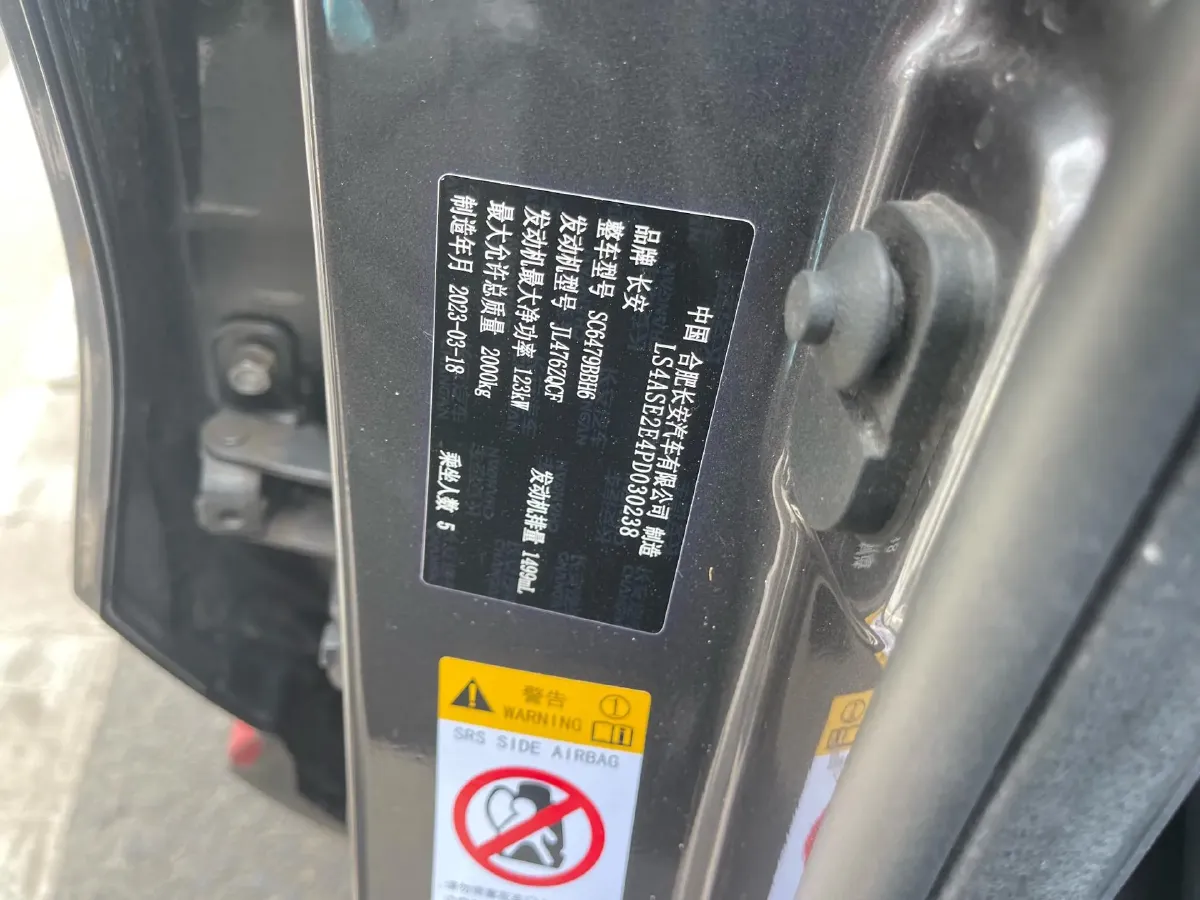 中国 合肥长安汽车有限公司 制造
LS4ASE2E4PD030238
品牌 长安
整车型号 SC6479BBH6
发动机型号 JL476ZQCF
发动机最大净功率 123kW 发动机排量 1499mL
最大允许总质量 2000kg
制造年月 2023-03-18 乘坐人数 5
警告
WARNING
SRS SIDE AIRBAG